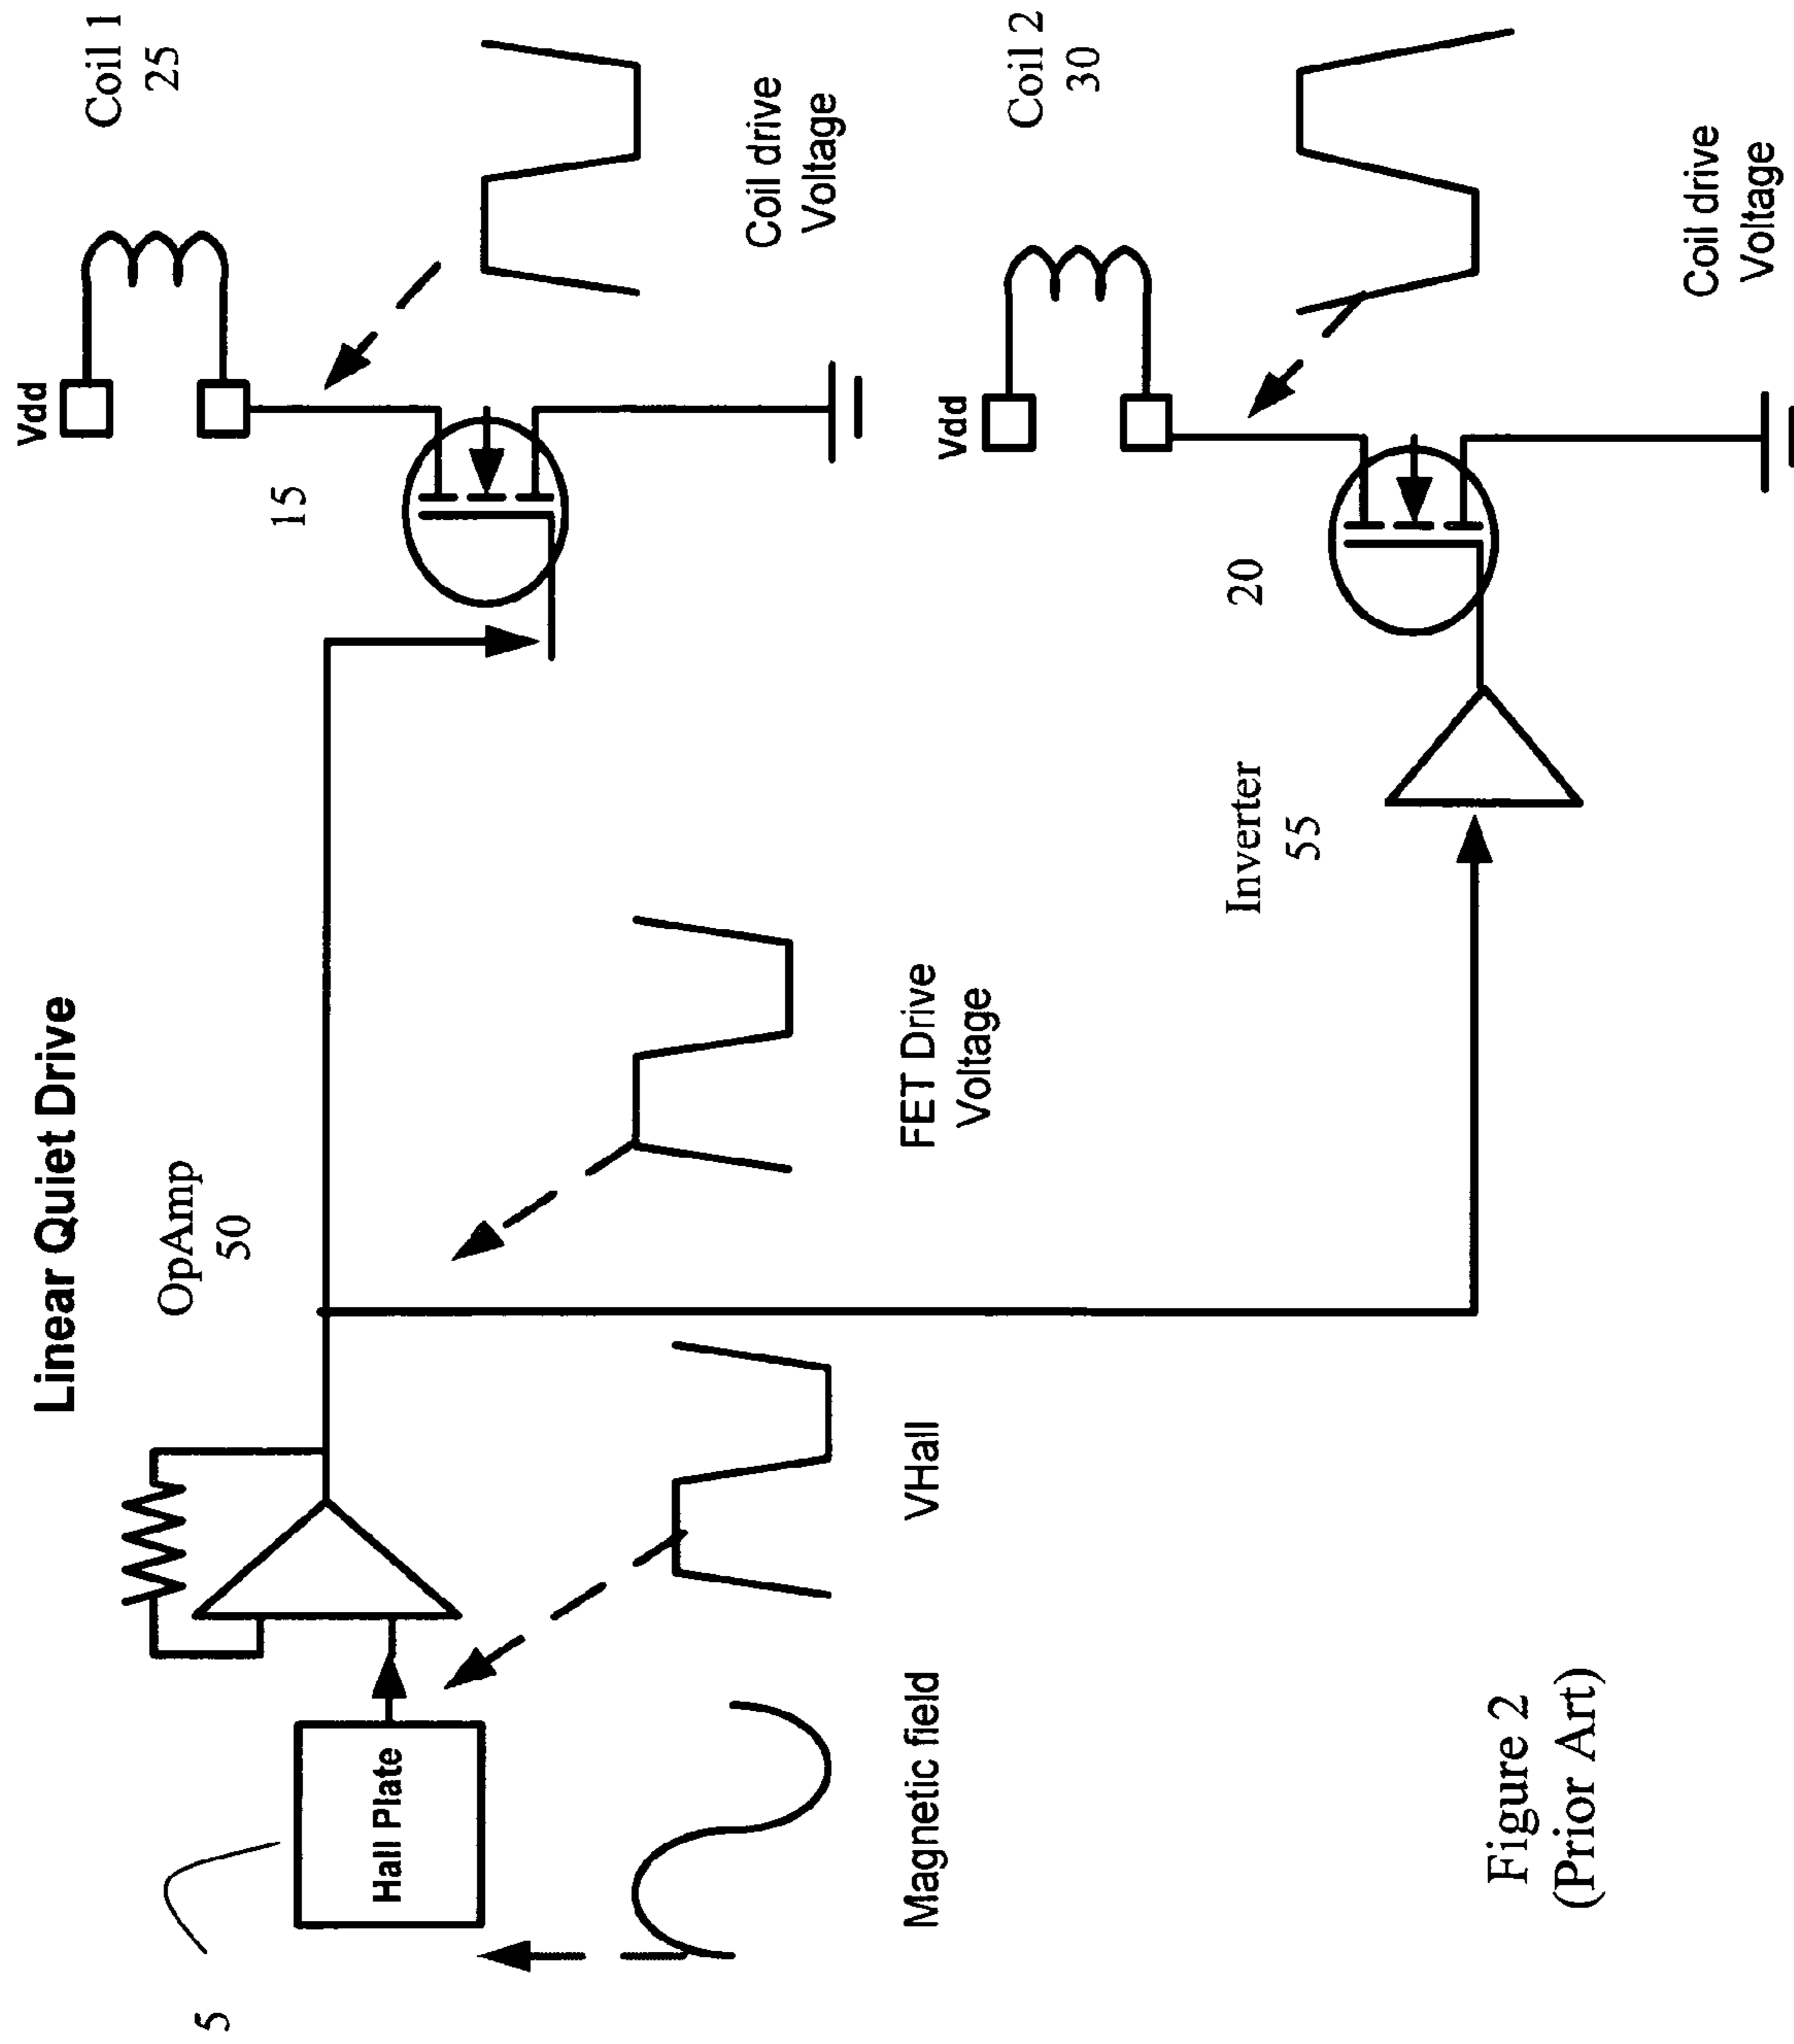 Linear Quiet Drive
5
Hall Plate
Magnetic field
VHall
OpAmp
50
FET Drive
Voltage
15
Vdd
Coil 1
25
Coil drive
Voltage
Inverter
55
20
Vdd
Coil 2
30
Coil drive
Voltage
Figure 2
(Prior Art)